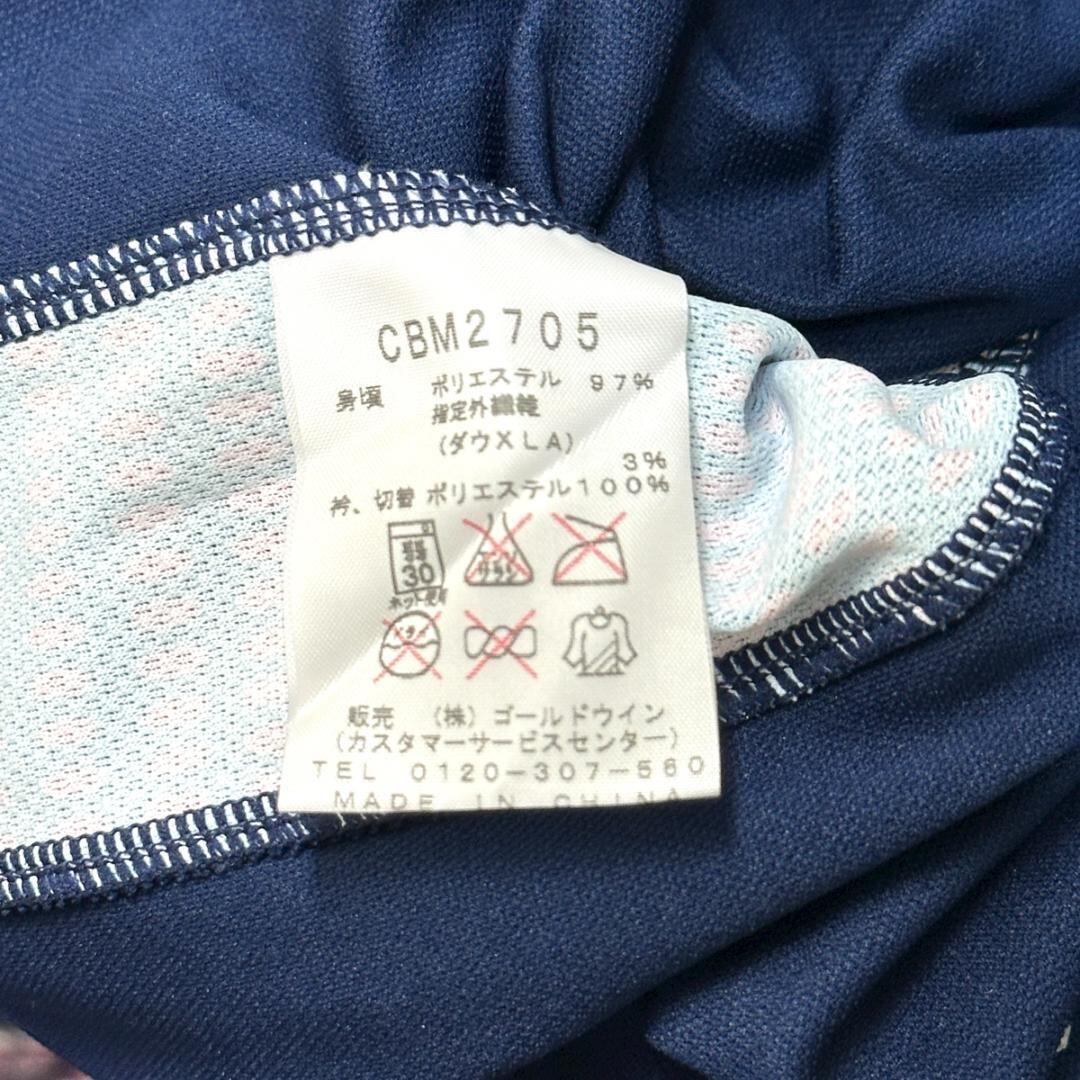 CBM2705
身頃 ポリエステル 97%
指定外繊維
(ダウXLA)
3%
衿、切替 ポリエステル100%
30
ネット使用
販売 (株)ゴールドウイン
(カスタマーサービスセンター)
TEL 0120-307-560
MADE IN CHINA